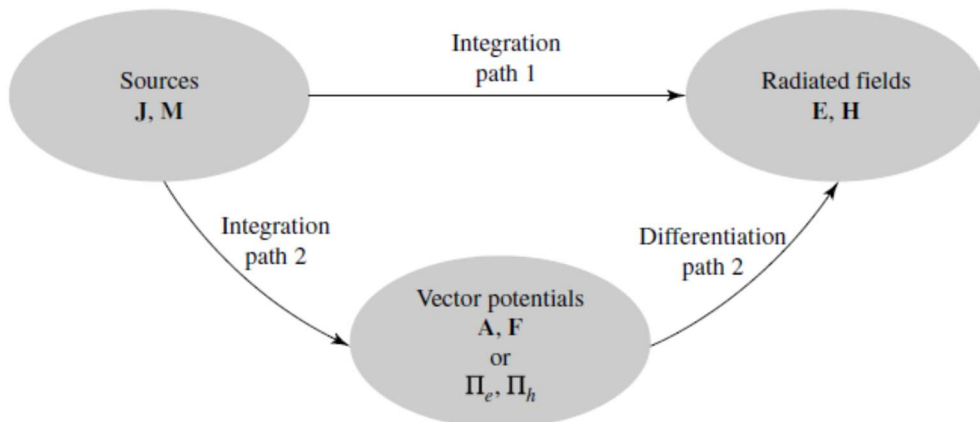 Integration
path 1
Sources
J, M
Radiated fields
E, H
Integration
path 2
Differentiation
path 2
Vector potentials
A, F
or
Πₑ, Πₕ